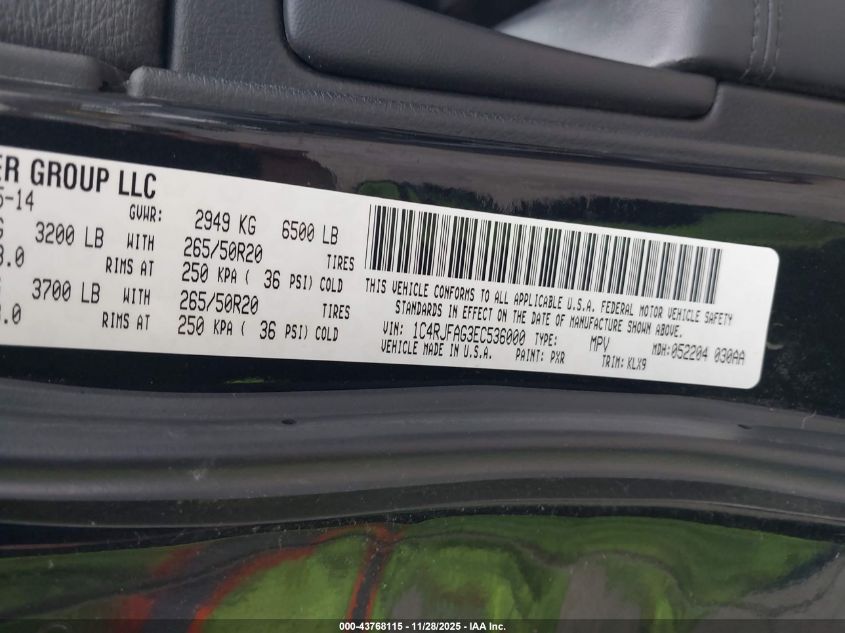 ER GROUP LLC
5-14
GVWR: 2949 KG 6500 LB
G 3200 LB WITH 265/50R20 TIRES
3.0 RIMS AT 250 KPA ( 36 PSI) COLD
3700 LB WITH 265/50R20 TIRES
.0 RIMS AT 250 KPA ( 36 PSI) COLD
THIS VEHICLE CONFORMS TO ALL APPLICABLE U.S.A. FEDERAL MOTOR VEHICLE SAFETY
STANDARDS IN EFFECT ON THE DATE OF MANUFACTURE SHOWN ABOVE.
VIN: 1C4RJFAG3EC536000 TYPE: MPV MDH:052204 030AA
VEHICLE MADE IN U.S.A. PAINT: PXR TRIM: KLX9
000-43768115 - 11/28/2025 - IAA Inc.